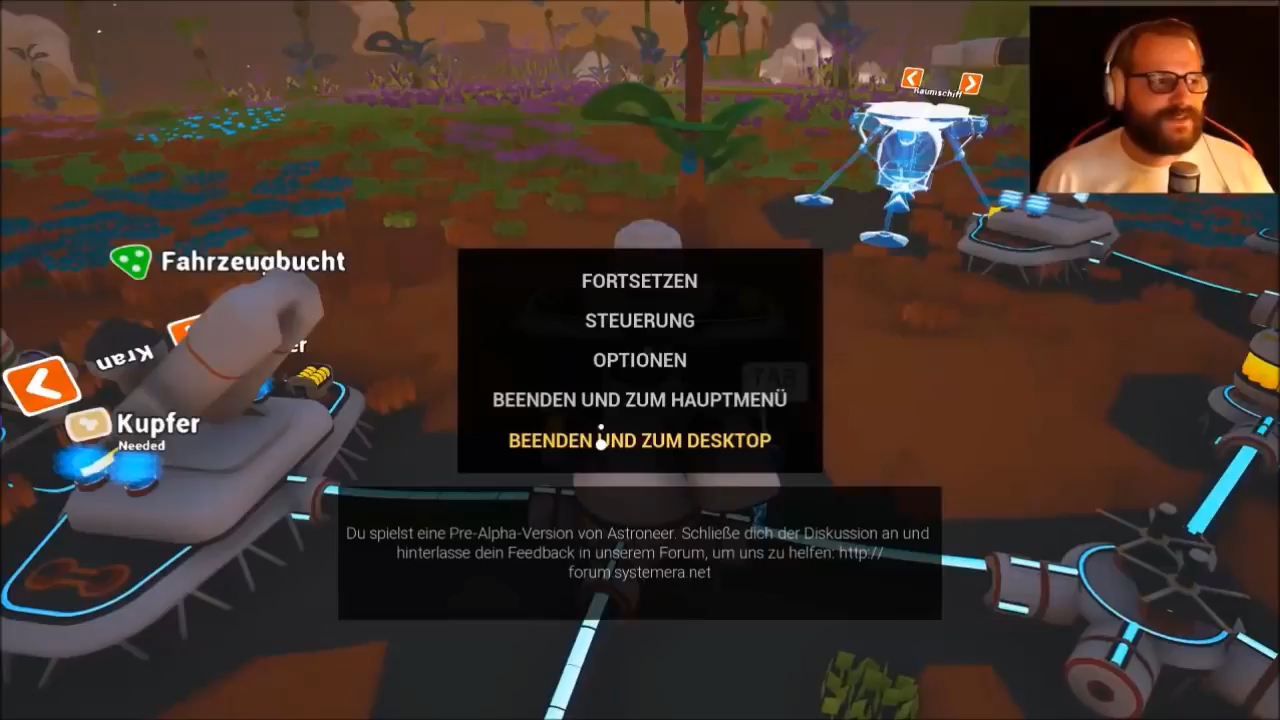 Raumschiff
Fahrzeugbucht
Kran
er
Kupfer
Needed
FORTSETZEN
STEUERUNG
OPTIONEN
TAB
BEENDEN UND ZUM HAUPTMENÜ
BEENDEN UND ZUM DESKTOP
Du spielst eine Pre-Alpha-Version von Astroneer. Schließe dich der Diskussion an und
hinterlasse dein Feedback in unserem Forum, um uns zu helfen: http://
forum.systemera.net